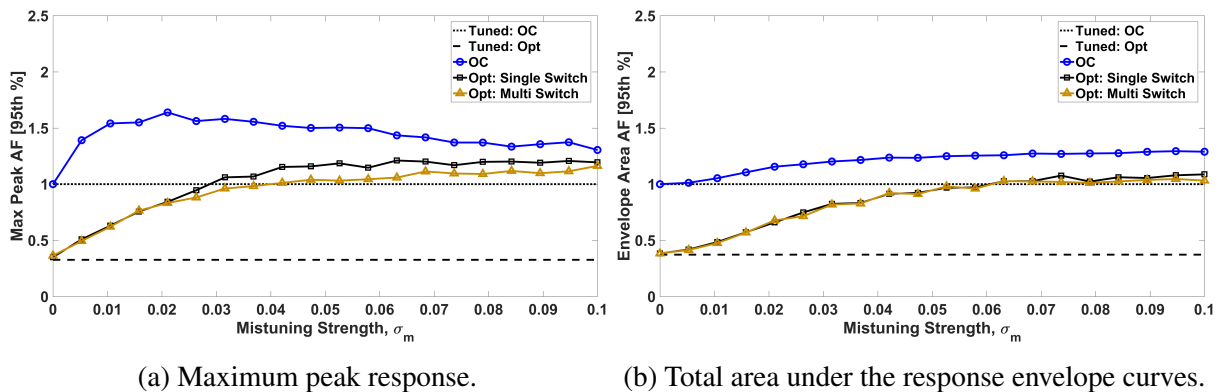 Max Peak AF [95th %]
2.5
2
1.5
1
0.5
0
Tuned: OC
Tuned: Opt
OC
Opt: Single Switch
Opt: Multi Switch
0 0.01 0.02 0.03 0.04 0.05 0.06 0.07 0.08 0.09 0.1
Mistuning Strength, σm
(a) Maximum peak response.
Envelope Area AF [95th %]
2.5
2
1.5
1
0.5
0
Tuned: OC
Tuned: Opt
OC
Opt: Single Switch
Opt: Multi Switch
0 0.01 0.02 0.03 0.04 0.05 0.06 0.07 0.08 0.09 0.1
Mistuning Strength, σm
(b) Total area under the response envelope curves.